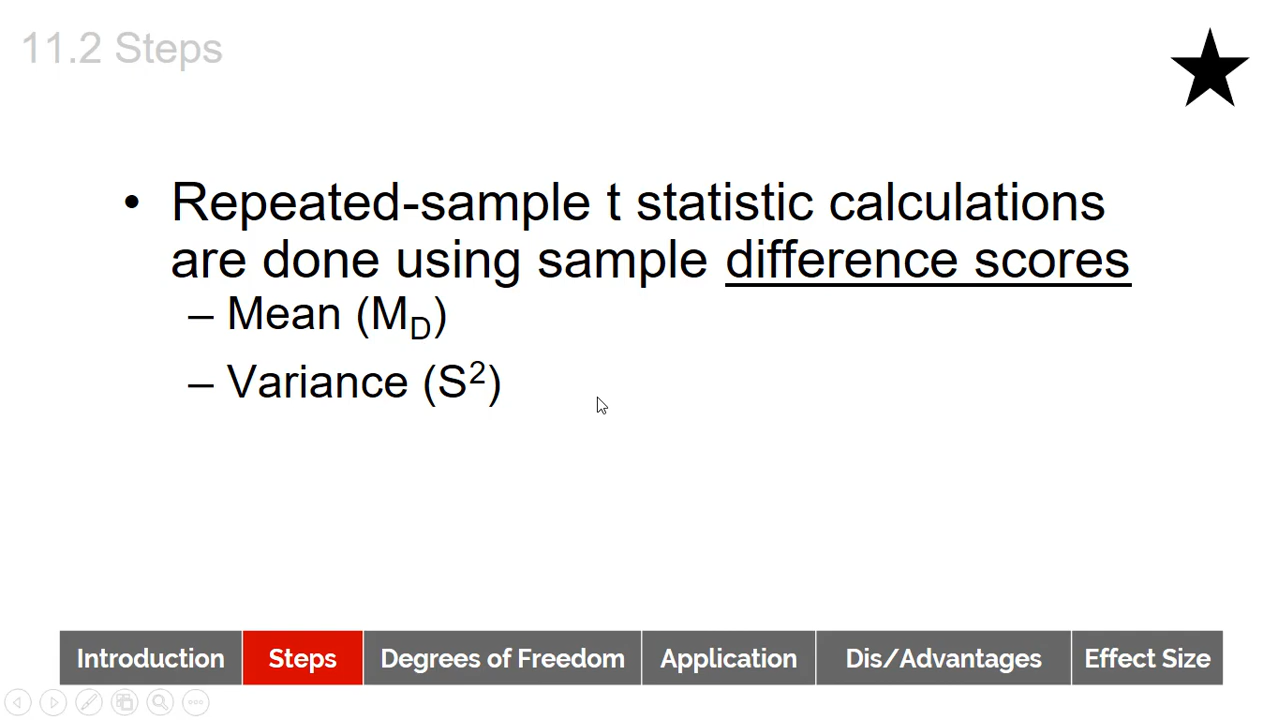 11.2 Steps
• Repeated-sample t statistic calculations
are done using sample difference scores
– Mean (M_D)
– Variance (S²)
Introduction Steps Degrees of Freedom Application Dis/Advantages Effect Size